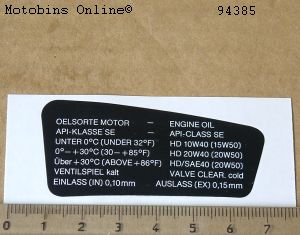 Motobins Online© 94385
OELSORTE MOTOR – ENGINE OIL
API-KLASSE SE – API-CLASS SE
UNTER 0°C (UNDER 32°F) HD 10W40 (15W50)
0°–+30°C (30–+85°F) HD 20W40 (20W50)
Über +30°C (ABOVE +86°F) HD/SAE40 (20W50)
VENTILSPIEL kalt VALVE CLEAR. cold
EINLASS (IN) 0,10mm AUSLASS (EX) 0,15mm
0 1 2 3 4 5 6 7